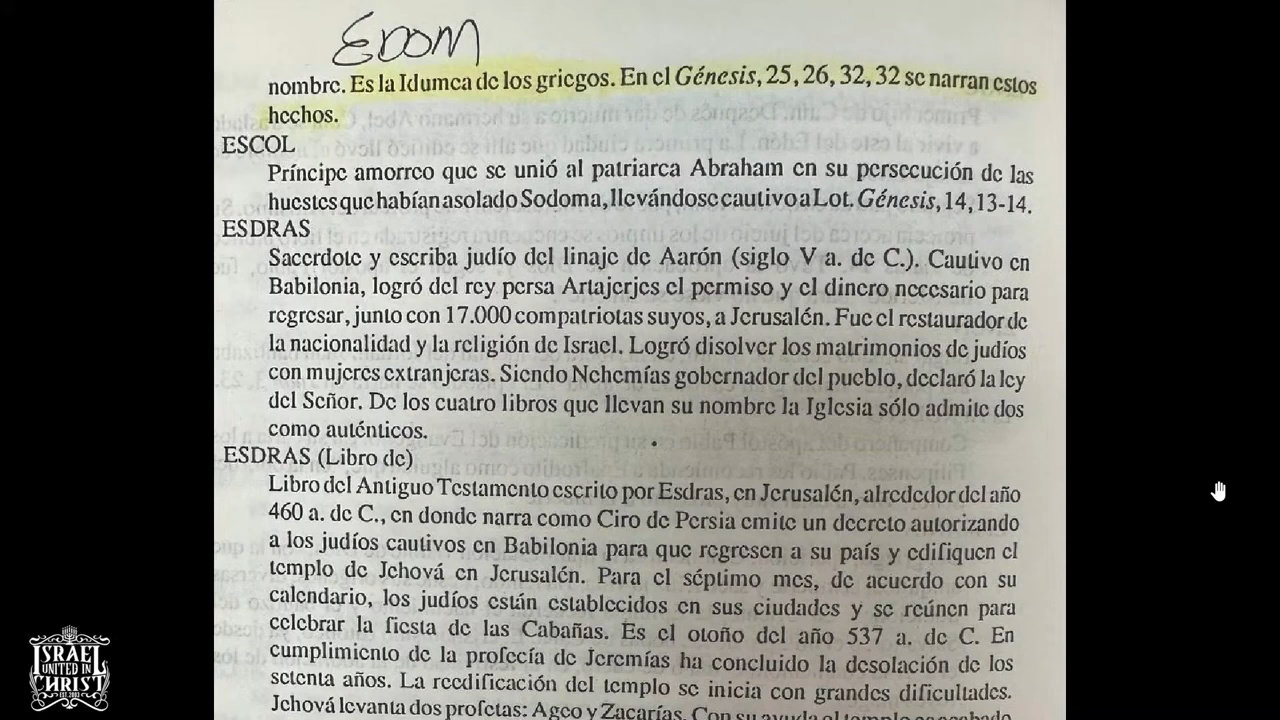 EDOM
nombre. Es la Idumea de los griegos. En el Génesis, 25, 26, 32, 32 se narran estos
hechos.
ESCOL
Príncipe amorreo que se unió al patriarca Abraham en su persecución de las
huestes que habían asolado Sodoma, llevándose cautivo a Lot. Génesis, 14, 13-14.
ESDRAS
Sacerdote y escriba judío del linaje de Aarón (siglo V a. de C.). Cautivo en
Babilonia, logró del rey persa Artajerjes el permiso y el dinero necesario para
regresar, junto con 17.000 compatriotas suyos, a Jerusalén. Fue el restaurador de
la nacionalidad y la religión de Israel. Logró disolver los matrimonios de judíos
con mujeres extranjeras. Siendo Nehemías gobernador del pueblo, declaró la ley
del Señor. De los cuatro libros que llevan su nombre la Iglesia sólo admite dos
como auténticos.
ESDRAS (Libro de)
Libro del Antiguo Testamento escrito por Esdras, en Jerusalén, alrededor del año
460 a. de C., en donde narra como Ciro de Persia emite un decreto autorizando
a los judíos cautivos en Babilonia para que regresen a su país y edifiquen el
templo de Jehová en Jerusalén. Para el séptimo mes, de acuerdo con su
calendario, los judíos están establecidos en sus ciudades y se reúnen para
celebrar la fiesta de las Cabañas. Es el otoño del año 537 a. de C. En
cumplimiento de la profecía de Jeremías ha concluido la desolación de los
setenta años. La reedificación del templo se inicia con grandes dificultades.
Jehová levanta dos profetas: Ageo y Zacarías. Con su ayuda el templo es acabado
ISRAEL
UNITED IN
CHRIST
EST. 2003